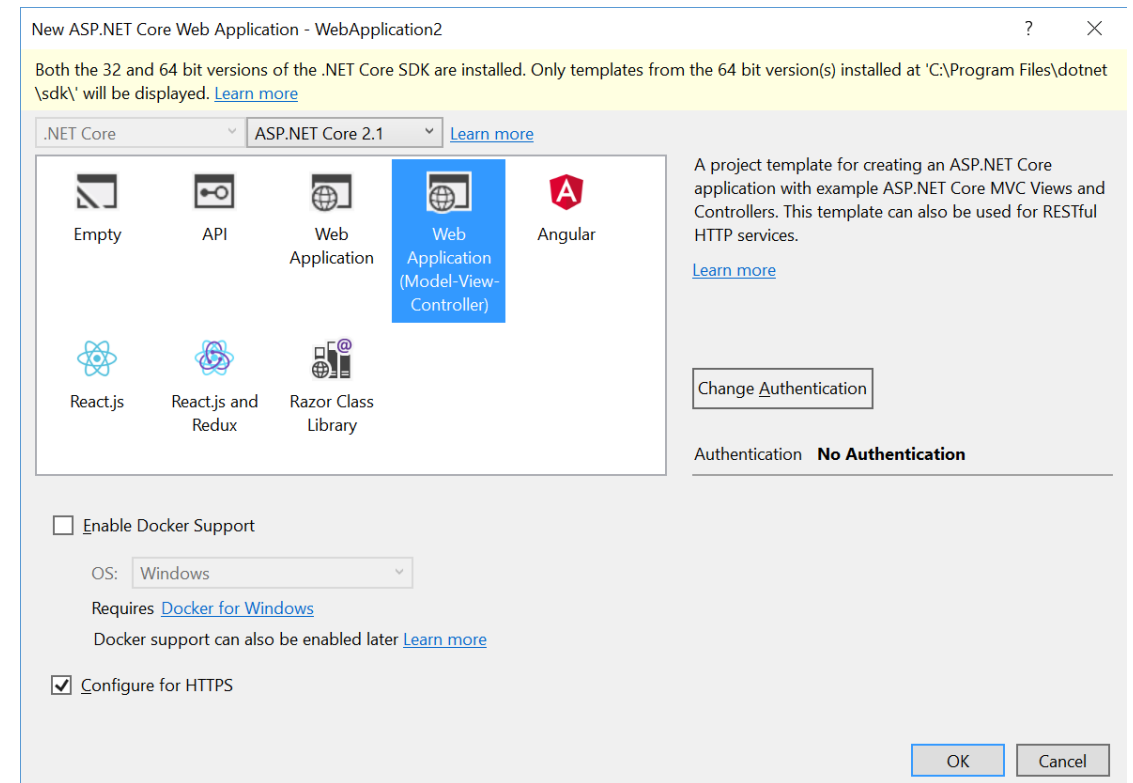 New ASP.NET Core Web Application - WebApplication2
?
Both the 32 and 64 bit versions of the .NET Core SDK are installed. Only templates from the 64 bit version(s) installed at 'C:\Program Files\dotnet
\sdk\' will be displayed. Learn more
.NET Core
ASP.NET Core 2.1
Learn more
Empty
API
Web
Application
Web
Application
(Model-View-
Controller)
Angular
React.js
React.js and
Redux
Razor Class
Library
A project template for creating an ASP.NET Core
application with example ASP.NET Core MVC Views and
Controllers. This template can also be used for RESTful
HTTP services.
Learn more
Change Authentication
Authentication No Authentication
Enable Docker Support
OS: Windows
Requires Docker for Windows
Docker support can also be enabled later Learn more
Configure for HTTPS
OK
Cancel